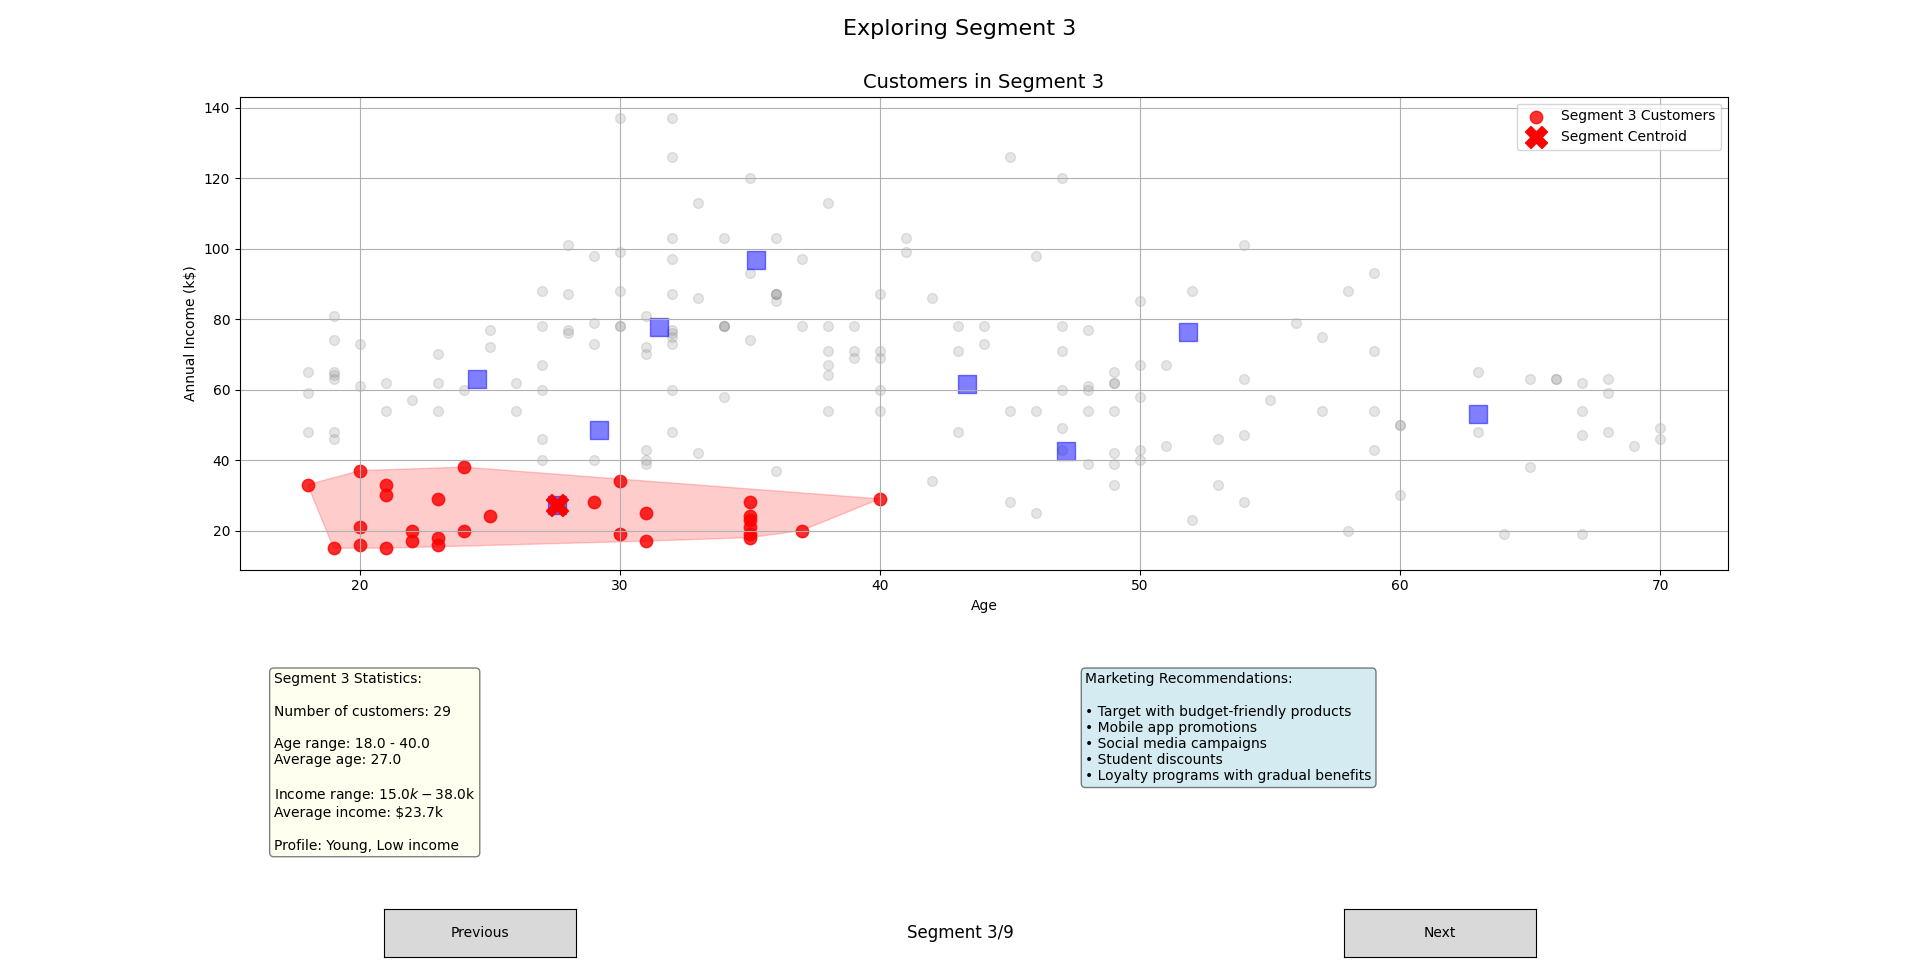 Exploring Segment 3
Customers in Segment 3
Segment 3 Customers
Segment Centroid
Annual Income (k$)
140
120
100
80
60
40
20
20 30 40 50 60 70
Age
Segment 3 Statistics:
Number of customers: 29
Age range: 18.0 - 40.0
Average age: 27.0
Income range: 15.0k − 38.0k
Average income: $23.7k
Profile: Young, Low income
Marketing Recommendations:
• Target with budget-friendly products
• Mobile app promotions
• Social media campaigns
• Student discounts
• Loyalty programs with gradual benefits
Previous
Segment 3/9
Next